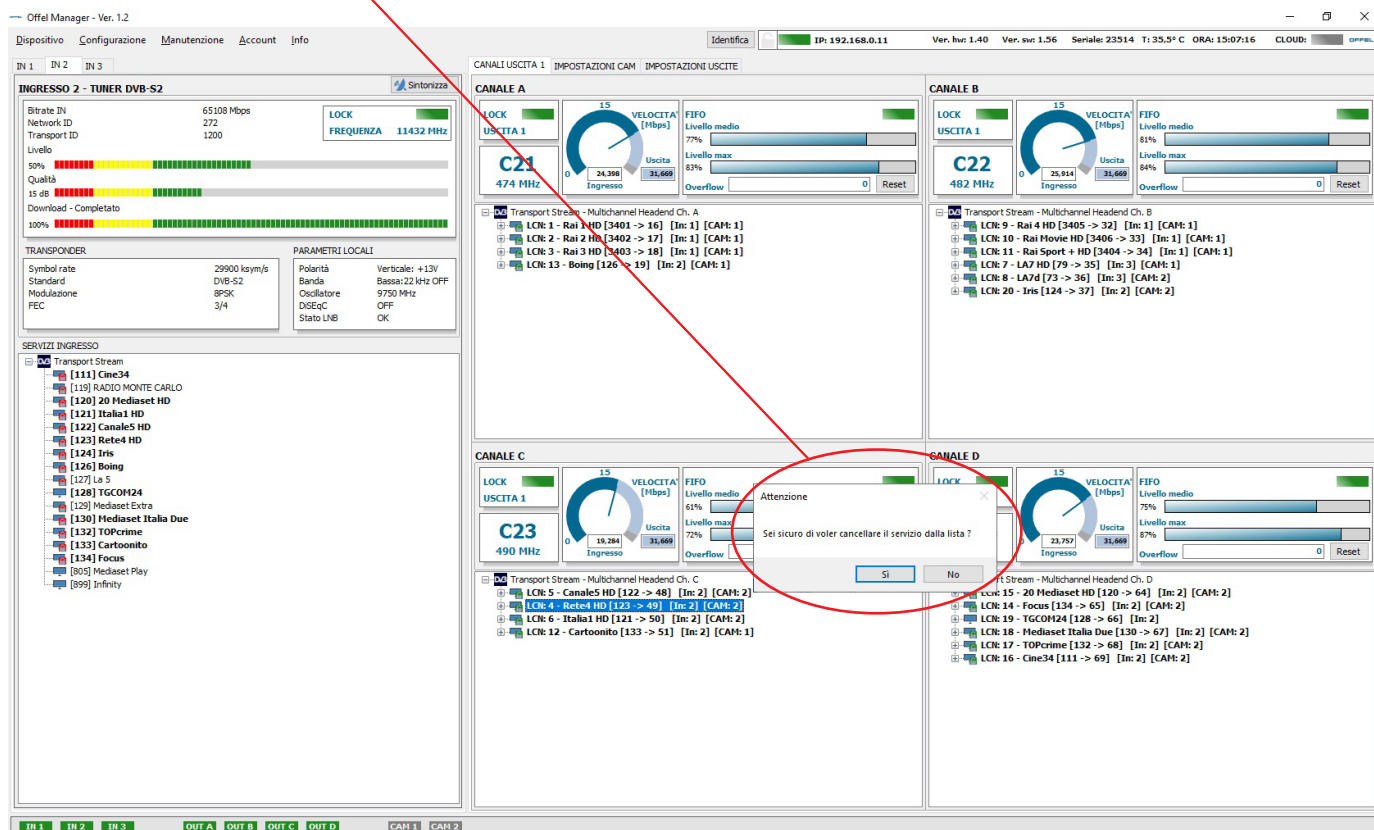 Offel Manager - Ver. 1.2
Dispositivo Configurazione Manutenzione Account Info
Identifica IP: 192.168.0.11 Ver. hw: 1.40 Ver. sw: 1.56 Seriale: 23514 T: 35,5° C ORA: 15:07:16 CLOUD: OFFEL
IN 1 IN 2 IN 3
INGRESSO 2 - TUNER DVB-S2 Sintonizza
Bitrate IN 65108 Mbps
Network ID 272
Transport ID 1200
LOCK
FREQUENZA 11432 MHz
Livello
50%
Qualità
15 dB
Download - Completato
100%
TRANSPONDER
Symbol rate 29900 ksym/s
Standard DVB-S2
Modulazione 8PSK
FEC 3/4
PARAMETRI LOCALI
Polarità Verticale: +13V
Banda Bassa:22 kHz OFF
Oscillatore 9750 MHz
DiSEqC OFF
Stato LNB OK
SERVIZI INGRESSO
DVB Transport Stream
[111] Cine34
[119] RADIO MONTE CARLO
[120] 20 Mediaset HD
[121] Italia1 HD
[122] Canale5 HD
[123] Rete4 HD
[124] Iris
[126] Boing
[127] La 5
[128] TGCOM24
[129] Mediaset Extra
[130] Mediaset Italia Due
[132] TOPcrime
[133] Cartoonito
[134] Focus
[805] Mediaset Play
[899] Infinity
CANALI USCITA 1 IMPOSTAZIONI CAM IMPOSTAZIONI USCITE
CANALE A
LOCK
USCITA 1
C21
474 MHz
15
VELOCITA'
[Mbps]
0 24,398 Uscita 31,669
Ingresso
FIFO
Livello medio
77%
Livello max
83%
Overflow 0 Reset
DVB Transport Stream - Multichannel Headend Ch. A
LCN: 1 - Rai 1 HD [3401 -> 16] [In: 1] [CAM: 1]
LCN: 2 - Rai 2 HD [3402 -> 17] [In: 1] [CAM: 1]
LCN: 3 - Rai 3 HD [3403 -> 18] [In: 1] [CAM: 1]
LCN: 13 - Boing [126 -> 19] [In: 2] [CAM: 1]
CANALE B
LOCK
USCITA 1
C22
482 MHz
15
VELOCITA'
[Mbps]
0 25,914 Uscita 31,669
Ingresso
FIFO
Livello medio
81%
Livello max
84%
Overflow 0 Reset
DVB Transport Stream - Multichannel Headend Ch. B
LCN: 9 - Rai 4 HD [3405 -> 32] [In: 1] [CAM: 1]
LCN: 10 - Rai Movie HD [3406 -> 33] [In: 1] [CAM: 1]
LCN: 11 - Rai Sport + HD [3404 -> 34] [In: 1] [CAM: 1]
LCN: 7 - LA7 HD [79 -> 35] [In: 3] [CAM: 1]
LCN: 8 - LA7d [73 -> 36] [In: 3] [CAM: 2]
LCN: 20 - Iris [124 -> 37] [In: 2] [CAM: 2]
CANALE C
LOCK
USCITA 1
C23
490 MHz
15
VELOCITA'
[Mbps]
0 19,284 Uscita 31,669
Ingresso
FIFO
Livello medio
61%
Livello max
72%
Overflow
DVB Transport Stream - Multichannel Headend Ch. C
LCN: 5 - Canale5 HD [122 -> 48] [In: 2] [CAM: 2]
LCN: 4 - Rete4 HD [123 -> 49] [In: 2] [CAM: 2]
LCN: 6 - Italia1 HD [121 -> 50] [In: 2] [CAM: 2]
LCN: 12 - Cartoonito [133 -> 51] [In: 2] [CAM: 1]
Attenzione
Sei sicuro di voler cancellare il servizio dalla lista ?
Sì No
CANALE D
LOCK
15
VELOCITA'
[Mbps]
0 23,757 Uscita 31,669
Ingresso
FIFO
Livello medio
75%
Livello max
87%
Overflow 0 Reset
Stream - Multichannel Headend Ch. D
LCN: 15 - 20 Mediaset HD [120 -> 64] [In: 2] [CAM: 2]
LCN: 14 - Focus [134 -> 65] [In: 2] [CAM: 2]
LCN: 19 - TGCOM24 [128 -> 66] [In: 2]
LCN: 18 - Mediaset Italia Due [130 -> 67] [In: 2] [CAM: 2]
LCN: 17 - TOPcrime [132 -> 68] [In: 2] [CAM: 2]
LCN: 16 - Cine34 [111 -> 69] [In: 2] [CAM: 2]
IN 1 IN 2 IN 3 OUT A OUT B OUT C OUT D CAM 1 CAM 2